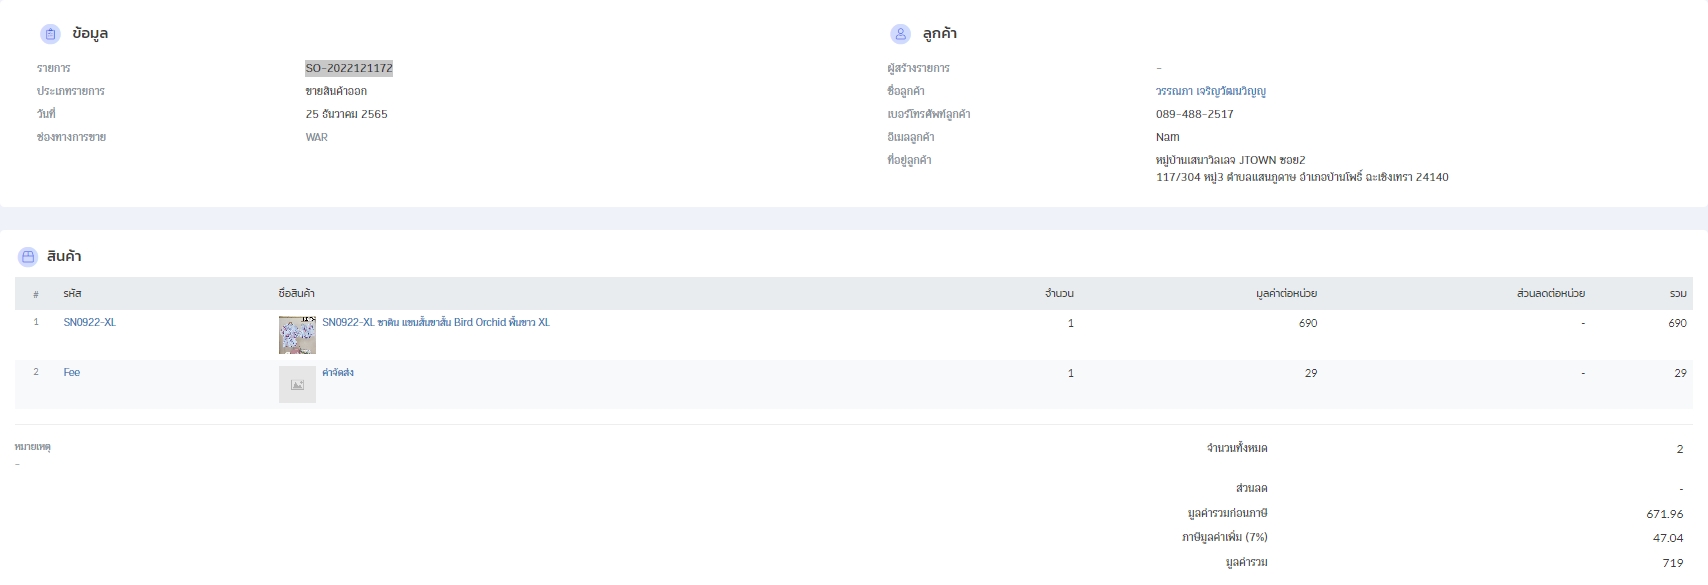 ข้อมูล
รายการ SO-2022121172
ประเภทรายการ ขายสินค้าออก
วันที่ 25 ธันวาคม 2565
ช่องทางการขาย WAR
ลูกค้า
ผู้สร้างรายการ -
ชื่อลูกค้า วรรณภา เจริญวัฒนวิญญู
เบอร์โทรศัพท์ลูกค้า 089-488-2517
อีเมลลูกค้า Nam
ที่อยู่ลูกค้า หมู่บ้านเสนาวิลเลจ JTOWN ซอย2
117/304 หมู่3 ตำบลแสนภูดาษ อำเภอบ้านโพธิ์ ฉะเชิงเทรา 24140
สินค้า
# รหัส ชื่อสินค้า จำนวน มูลค่าต่อหน่วย ส่วนลดต่อหน่วย รวม
1 SN0922-XL SN0922-XL ซาติน แขนสั้นขาสั้น Bird Orchid พื้นขาว XL 1 690 - 690
2 Fee ค่าจัดส่ง 1 29 - 29
หมายเหตุ
-
จำนวนทั้งหมด 2
ส่วนลด -
มูลค่ารวมก่อนภาษี 671.96
ภาษีมูลค่าเพิ่ม (7%) 47.04
มูลค่ารวม 719